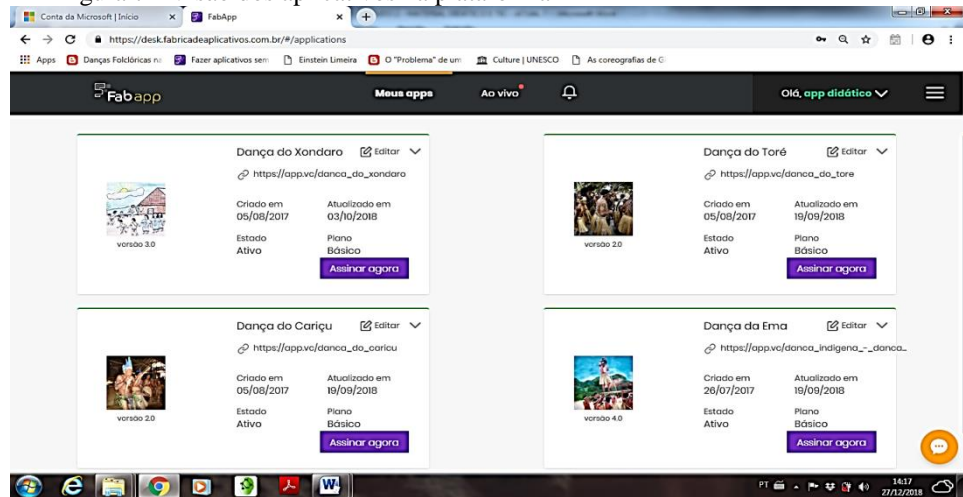 Conta da Microsoft | Início
FabApp
https://desk.fabricadeaplicativos.com.br/#/applications
Apps
Danças Folclóricas na
Fazer aplicativos sem
Einstein Limeira
O "Problema" de um
Culture | UNESCO
As coreografias de G
Fabapp
Meus apps
Ao vivo
Olá, app didático
Dança do Xondaro
Editar
https://app.vc/danca_do_xondaro
Criado em
Atualizado em
05/08/2017
03/10/2018
versão 3.0
Estado
Plano
Ativo
Básico
Assinar agora
Dança do Toré
Editar
https://app.vc/danca_do_tore
Criado em
Atualizado em
05/08/2017
19/09/2018
versão 2.0
Estado
Plano
Ativo
Básico
Assinar agora
Dança do Cariçu
Editar
https://app.vc/danca_do_caricu
Criado em
Atualizado em
05/08/2017
19/09/2018
versão 2.0
Estado
Plano
Ativo
Básico
Assinar agora
Dança da Ema
Editar
https://app.vc/danca_indigena_-_danca_
Criado em
Atualizado em
26/07/2017
19/09/2018
versão 4.0
Estado
Plano
Ativo
Básico
Assinar agora
PT
14:17
27/12/2018